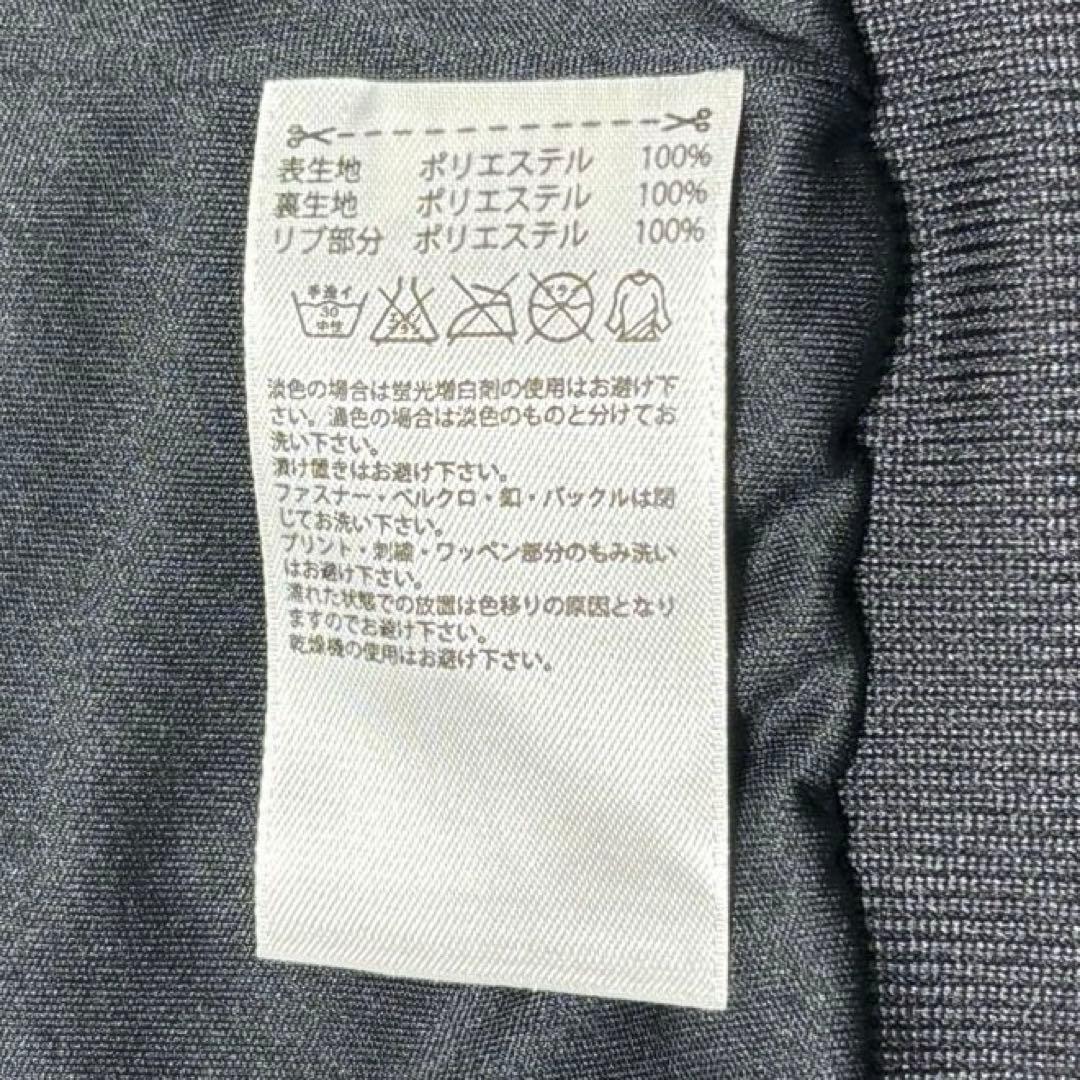 表生地 ポリエステル 100%
裏生地 ポリエステル 100%
リブ部分 ポリエステル 100%
手洗イ
30
中性
淡色の場合は蛍光増白剤の使用はお避け下
さい。濃色の場合は淡色のものと分けてお
洗い下さい。
漬け置きはお避け下さい。
ファスナー・ベルクロ・釦・バックルは閉
じてお洗い下さい。
プリント・刺繍・ワッペン部分のもみ洗い
はお避け下さい。
濡れた状態での放置は色移りの原因となり
ますのでお避け下さい。
乾燥機の使用はお避け下さい。